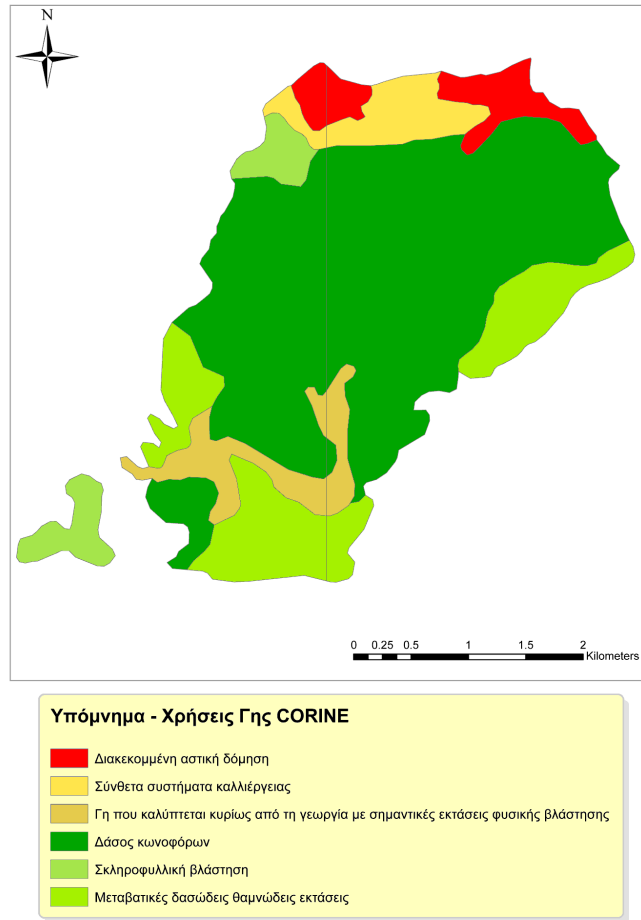 N
0 0.25 0.5 1 1.5 2
Kilometers
Υπόμνημα - Χρήσεις Γης CORINE
Διακεκομμένη αστική δόμηση
Σύνθετα συστήματα καλλιέργειας
Γη που καλύπτεται κυρίως από τη γεωργία με σημαντικές εκτάσεις φυσικής βλάστησης
Δάσος κωνοφόρων
Σκληροφυλλική βλάστηση
Μεταβατικές δασώδεις θαμνώδεις εκτάσεις